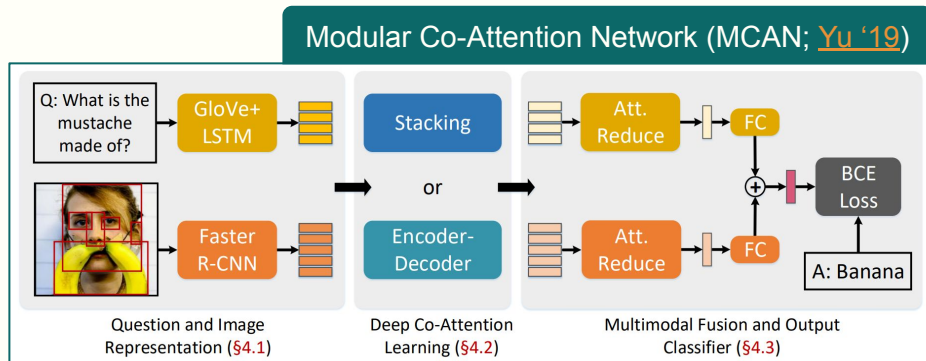 Modular Co-Attention Network (MCAN; Yu ‘19)
Q: What is the
mustache
made of?
GloVe+
LSTM
Faster
R-CNN
Question and Image
Representation (§4.1)
Stacking
or
Encoder-
Decoder
Deep Co-Attention
Learning (§4.2)
Att.
Reduce
FC
+
Att.
Reduce
FC
BCE
Loss
A: Banana
Multimodal Fusion and Output
Classifier (§4.3)